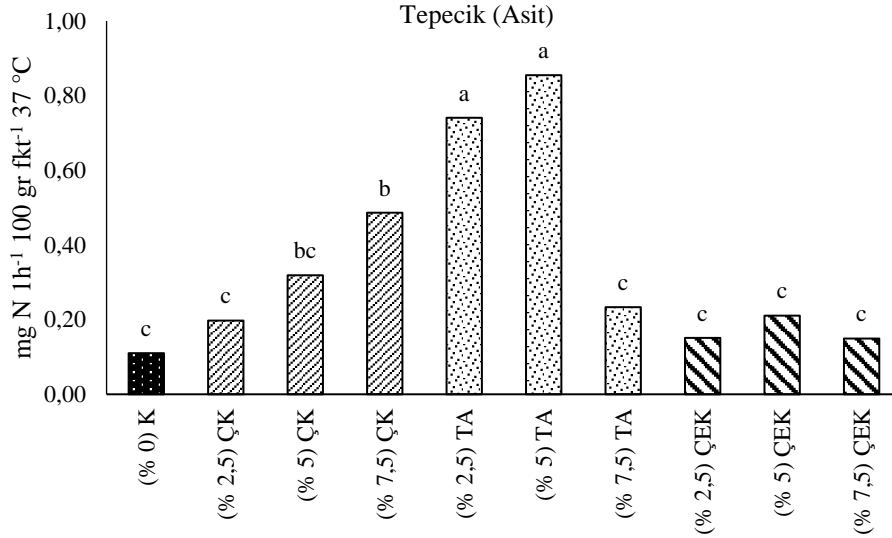 Tepecik (Asit)
mg N 1h⁻¹ 100 gr fkt⁻¹ 37 °C
1,00
0,80
0,60
0,40
0,20
0,00
c
c
bc
b
a
a
c
c
c
c
(% 0) K
(% 2,5) ÇK
(% 5) ÇK
(% 7,5) ÇK
(% 2,5) TA
(% 5) TA
(% 7,5) TA
(% 2,5) ÇEK
(% 5) ÇEK
(% 7,5) ÇEK